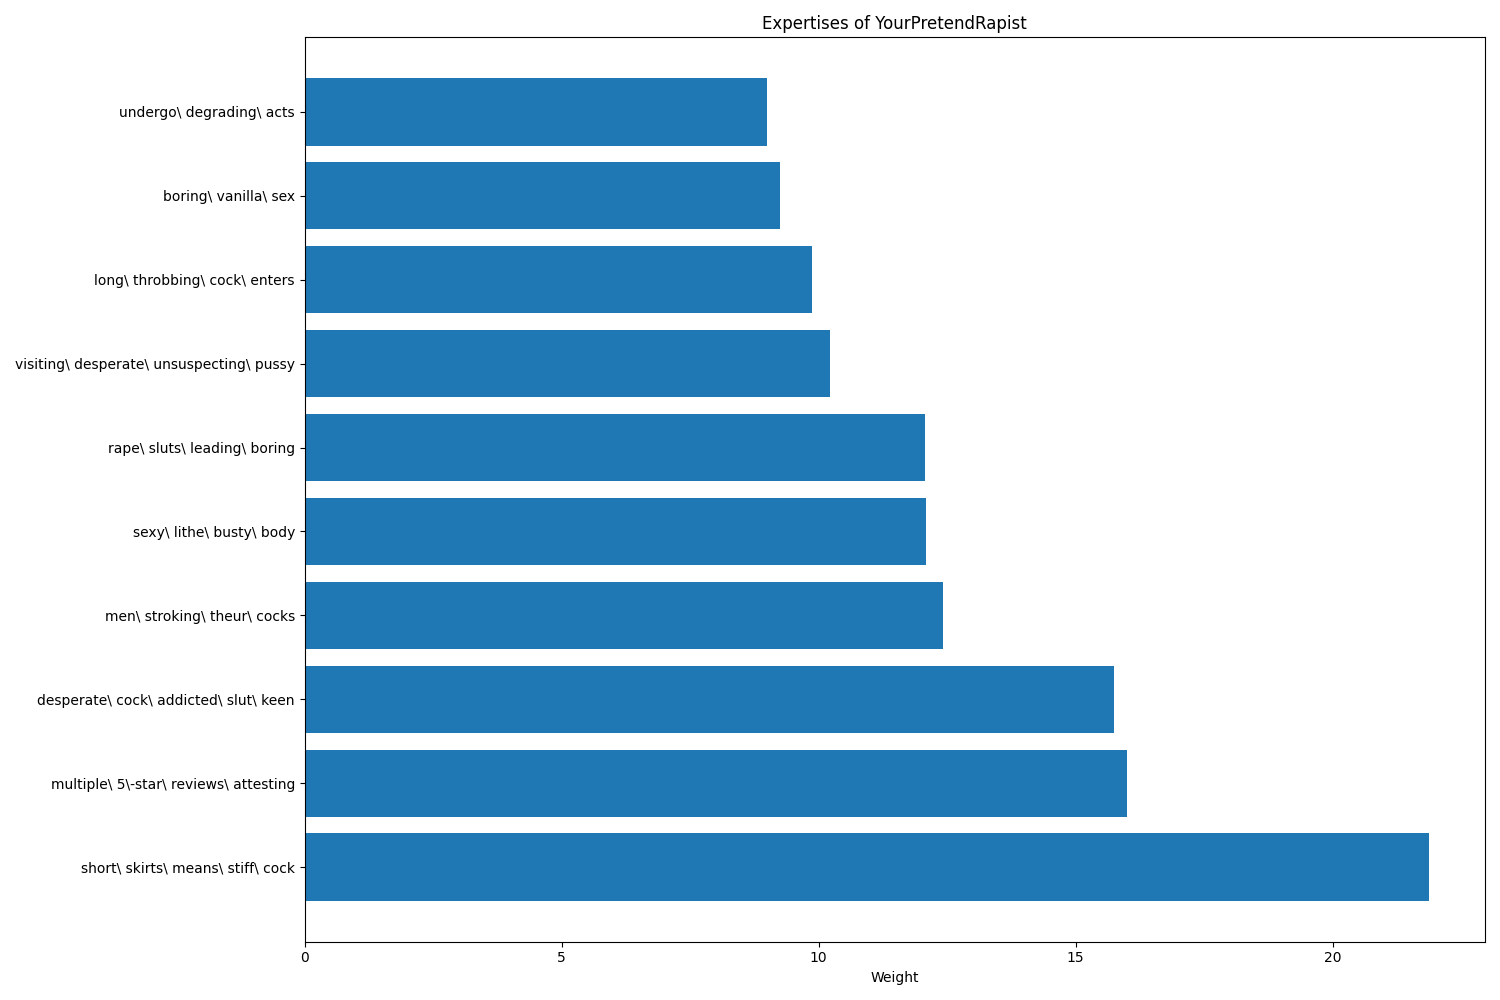 Expertises of YourPretendRapist
undergo\ degrading\ acts
boring\ vanilla\ sex
long\ throbbing\ cock\ enters
visiting\ desperate\ unsuspecting\ pussy
rape\ sluts\ leading\ boring
sexy\ lithe\ busty\ body
men\ stroking\ theur\ cocks
desperate\ cock\ addicted\ slut\ keen
multiple\ 5\-star\ reviews\ attesting
short\ skirts\ means\ stiff\ cock
0 5 10 15 20
Weight